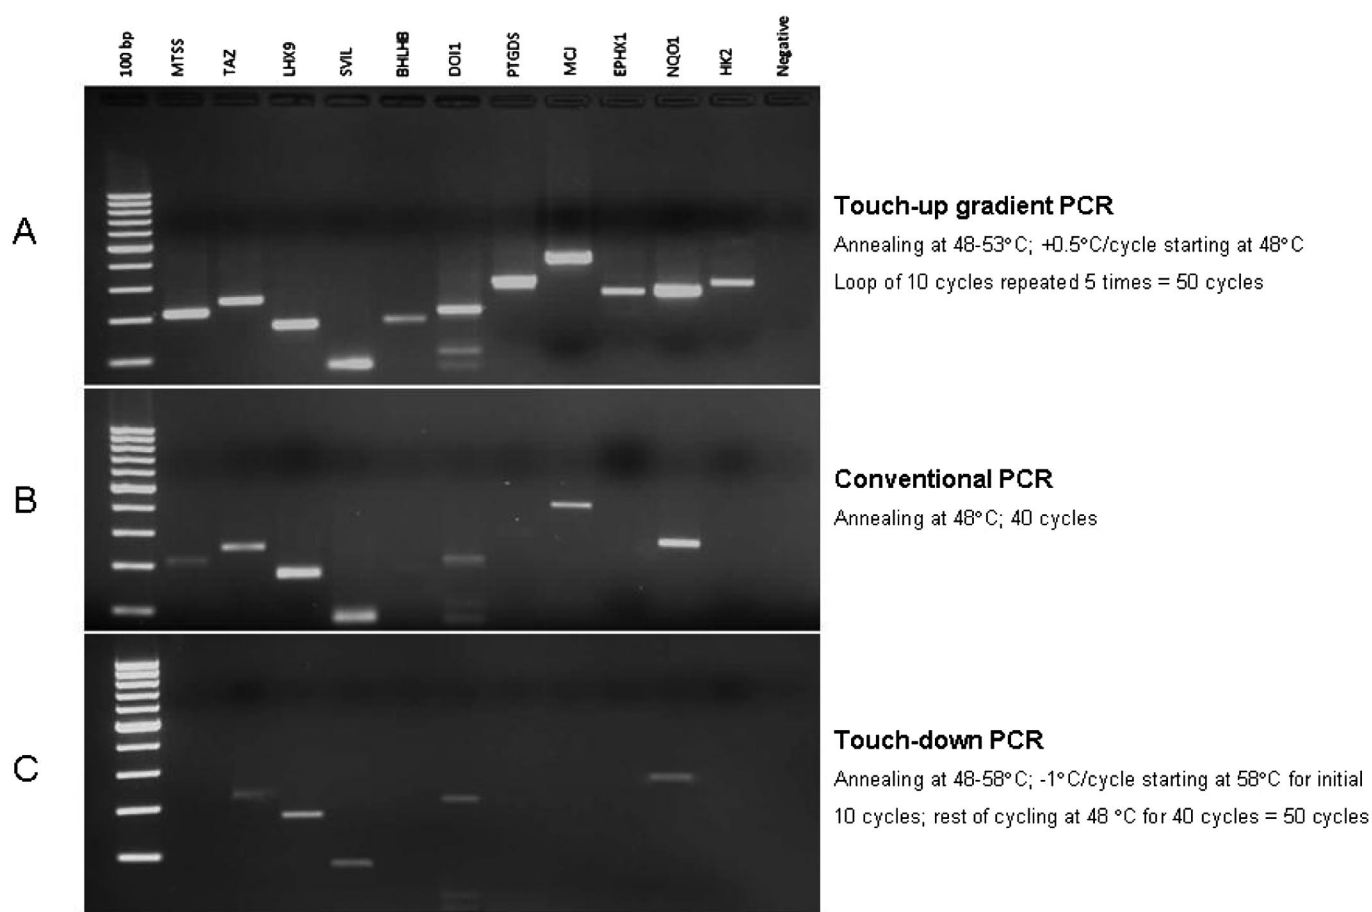 100 bp
MTSS
TAZ
LHX9
SVIL
BHLHB
DOI1
PTGDS
MCJ
EPHX1
NQO1
HK2
Negative
A
Touch-up gradient PCR
Annealing at 48-53°C; +0.5°C/cycle starting at 48°C
Loop of 10 cycles repeated 5 times = 50 cycles
B
Conventional PCR
Annealing at 48°C; 40 cycles
C
Touch-down PCR
Annealing at 48-58°C; -1°C/cycle starting at 58°C for initial
10 cycles; rest of cycling at 48 °C for 40 cycles = 50 cycles